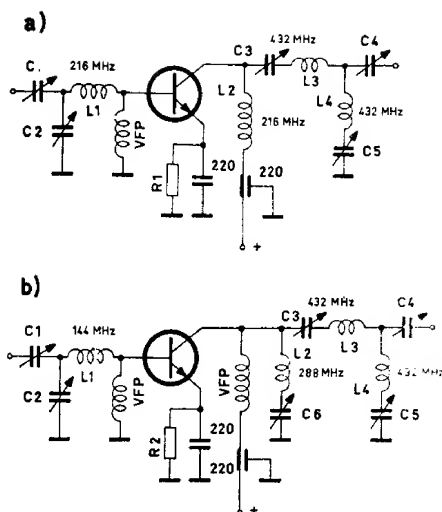 a)
C.
216 MHz
C2
L1
VFP
R1
220
C3
432 MHz
L3
C4
L2
216 MHz
L4
432 MHz
C5
220
+
b)
C1
144 MHz
C2
L1
VFP
R2
220
220
VFP
+
C3
432 MHz
L2
L3
C4
288 MHz
C6
L4
432 MHz
C5